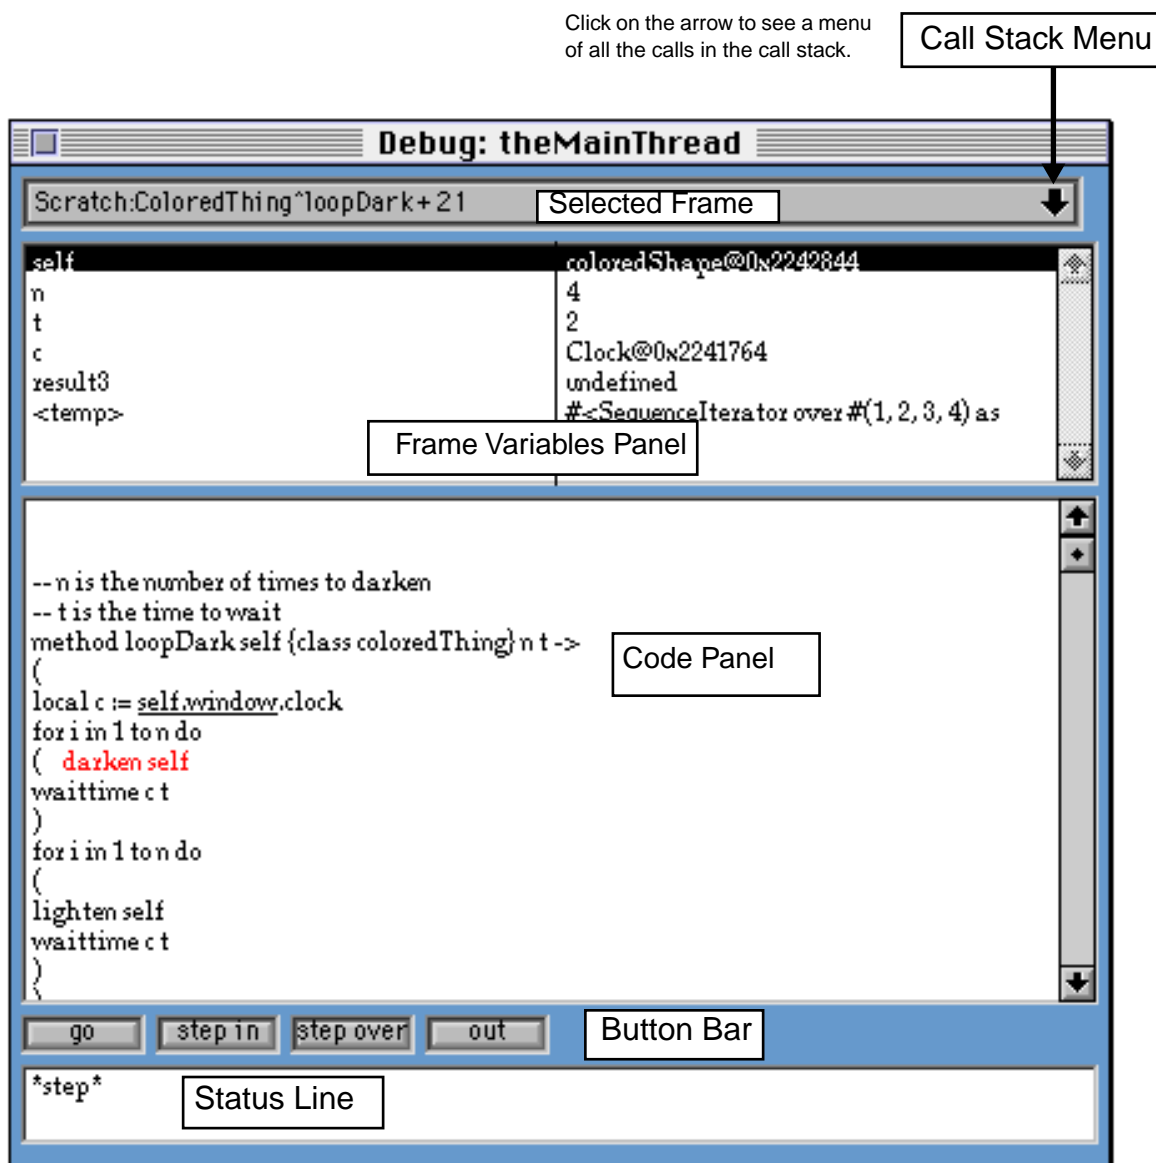 Click on the arrow to see a menu
of all the calls in the call stack.
Call Stack Menu
Debug: theMainThread
Scratch:ColoredThing^loopDark+21
Selected Frame
self coloredShape@0x2242844
n 4
t 2
c Clock@0x2241764
result3 undefined
<temp> #<SequenceIterator over #(1, 2, 3, 4) as
Frame Variables Panel
-- n is the number of times to darken
-- t is the time to wait
method loopDark self {class coloredThing} n t ->
Code Panel
(
local c := self.window.clock
for i in 1 to n do
( darken self
waittime c t
)
for i in 1 to n do
(
lighten self
waittime c t
)
go step in step over out
Button Bar
*step*
Status Line